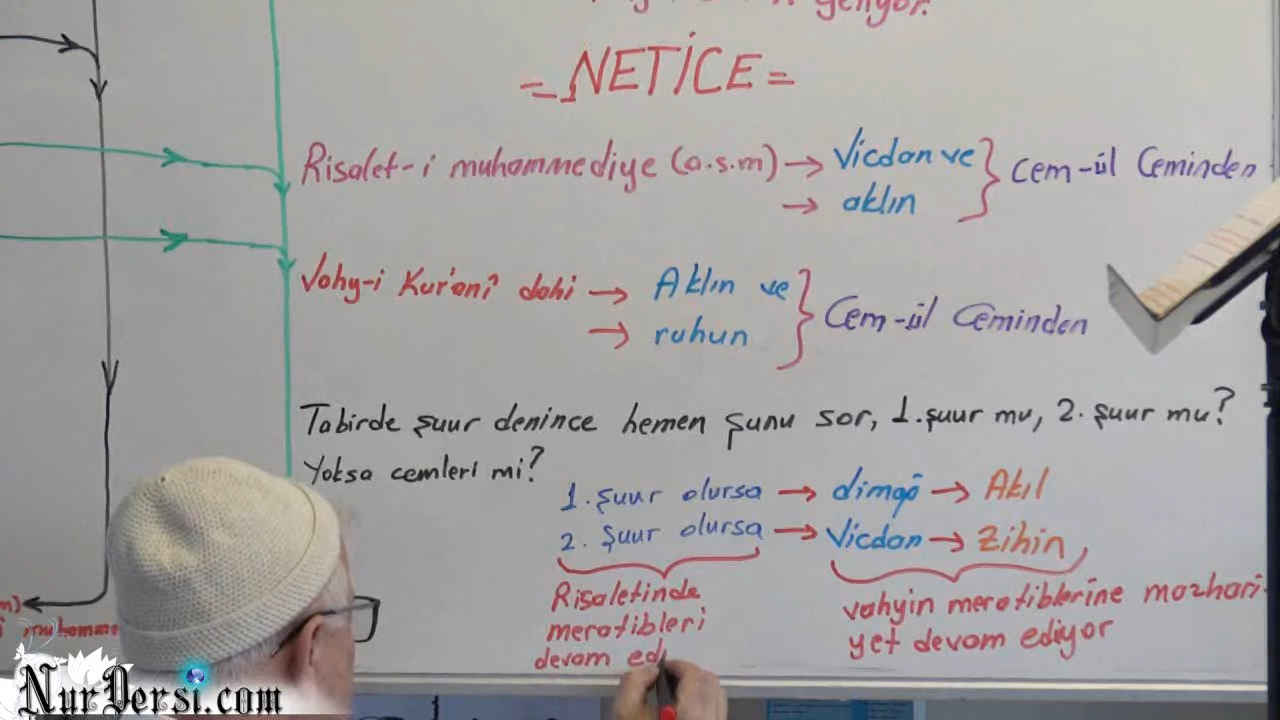 geliyor.
= NETİCE =
Risalet-i muhammediye (a.s.m) → Vicdan ve
→ aklın
} Cem-ül Ceminden
Vahy-i Kur'anî dahi → Aklın ve
→ ruhun
} Cem-ül Ceminden
Tabirde şuur denince hemen şunu sor, 1. şuur mu, 2. şuur mu?
Yoksa cemleri mi?
1. şuur olursa → dimağ → Akıl
2. şuur olursa → Vicdan → Zihin
Risaletinde
meratibleri
devam ed
vahyin meratiblerine mazhari-
yet devam ediyor
muhamme
NurDersi.com